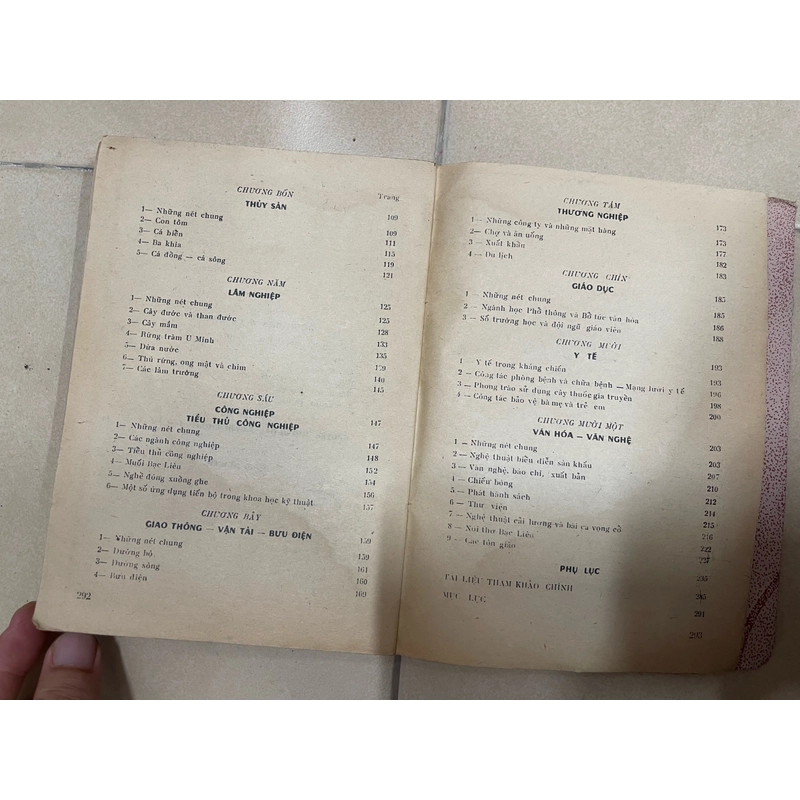 CHƯƠNG BỐN
Trang
THỦY SẢN
109
1— Những nét chung
109
2— Con tôm
111
3— Cá biển
115
4— Ba khía
119
5— Cá đồng — cá sông
121
CHƯƠNG NĂM
LÂM NGHIỆP
125
1— Những nét chung
125
2— Cây đước và than đước
128
3— Cây mắm
133
4— Rừng tràm U Minh
135
5— Dừa nước
6— Thú rừng, ong mật và chim
140
7— Các lâm trường
145
CHƯƠNG SÁU
CÔNG NGHIỆP
TIỂU THỦ CÔNG NGHIỆP
147
1— Những nét chung
147
2— Các ngành công nghiệp
148
3— Tiểu thủ công nghiệp
152
4— Muối Bạc Liêu
154
5— Nghề đóng xuồng ghe
156
6— Một số ứng dụng tiến bộ trong khoa học kỹ thuật
157
CHƯƠNG BẢY
GIAO THÔNG — VẬN TẢI — BƯU ĐIỆN
159
1— Những nét chung
159
2— Đường bộ
161
3— Đường sông
160
4— Bưu điện
169
292
CHƯƠNG TÁM
THƯƠNG NGHIỆP
173
1— Những công ty và những mặt hàng
175
2— Chợ và ăn uống
177
3— Xuất khẩu
182
4— Du lịch
183
CHƯƠNG CHÍN
GIÁO DỤC
185
1— Những nét chung
185
2— Ngành học Phổ thông và Bổ túc văn hóa
186
3— Số trường học và đội ngũ giáo viên
188
CHƯƠNG MƯỜI
Y TẾ
193
1— Y tế trong kháng chiến
193
2— Công tác phòng bệnh và chữa bệnh — Mạng lưới y tế
196
3— Phong trào sử dụng cây thuốc gia truyền
198
4— Công tác bảo vệ bà mẹ và trẻ em
200
CHƯƠNG MƯỜI MỘT
VĂN HÓA — VĂN NGHỆ
203
1— Những nét chung
203
2— Nghệ thuật biểu diễn sân khấu
207
3— Văn nghệ, báo chí, xuất bản
210
4— Chiếu bóng
212
5— Phát hành sách
214
6— Thư viện
215
7— Nghệ thuật cải lương và bài ca vọng cổ
216
8— Nói thơ Bạc Liêu
222
9— Các tôn giáo
227
PHỤ LỤC
235
TÀI LIỆU THAM KHẢO CHÍNH
285
MỤC LỤC
291
293